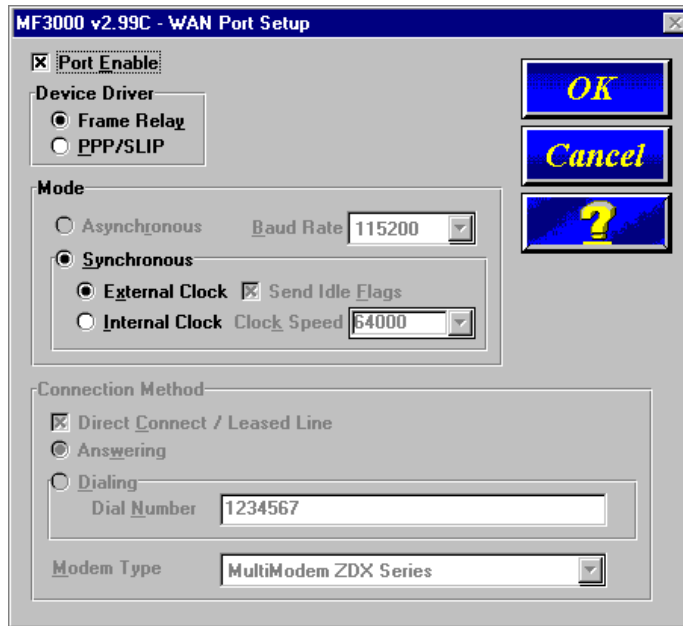 MF3000 v2.99C - WAN Port Setup
Port Enable
Device Driver
Frame Relay
PPP/SLIP
OK
Cancel
?
Mode
Asynchronous Baud Rate 115200
Synchronous
External Clock Send Idle Flags
Internal Clock Clock Speed 64000
Connection Method
Direct Connect / Leased Line
Answering
Dialing
Dial Number 1234567
Modem Type MultiModem ZDX Series